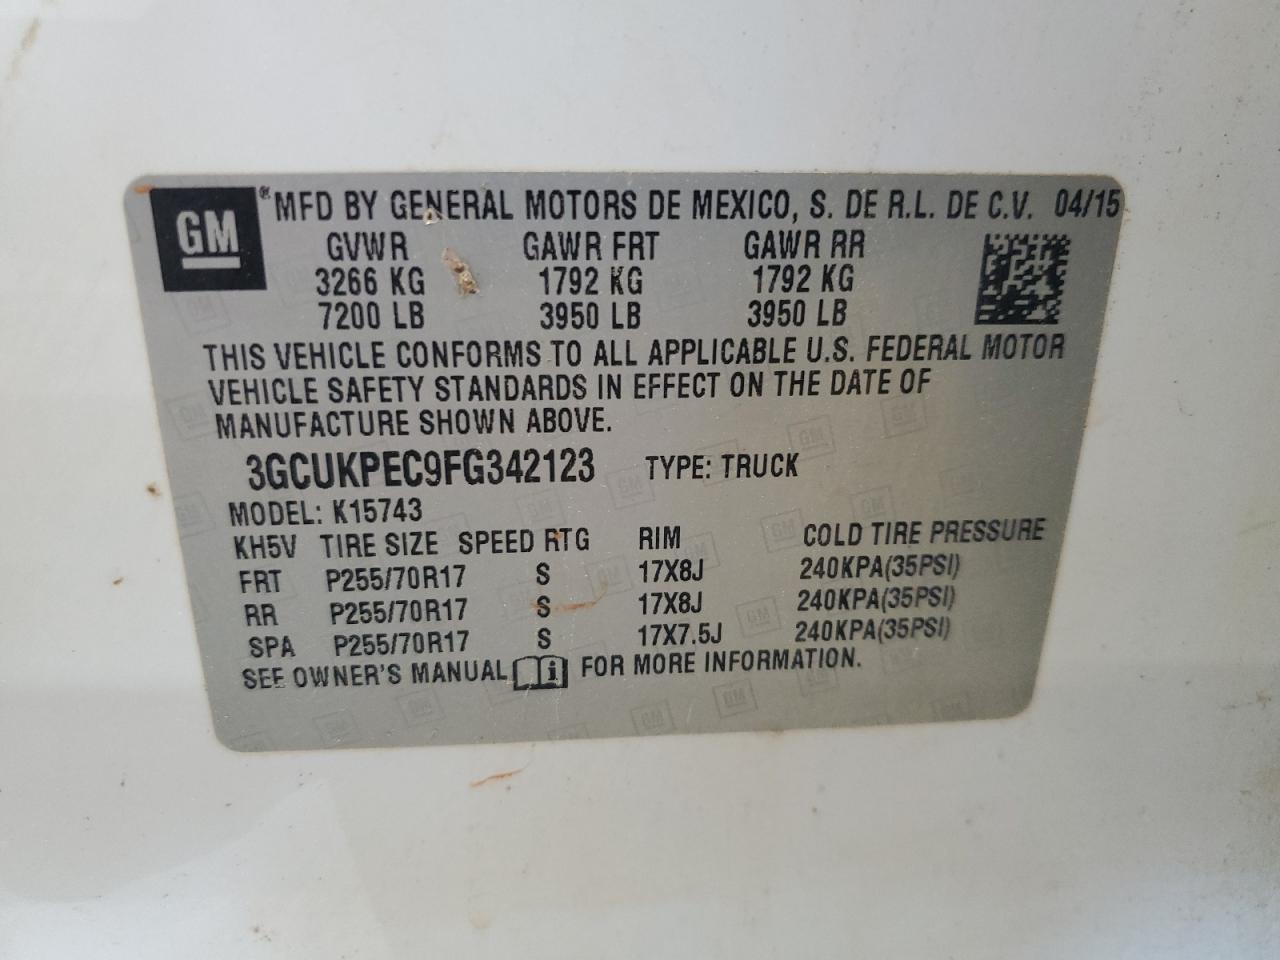 GM ® MFD BY GENERAL MOTORS DE MEXICO, S. DE R.L. DE C.V. 04/15
GVWR GAWR FRT GAWR RR
3266 KG 1792 KG 1792 KG
7200 LB 3950 LB 3950 LB
THIS VEHICLE CONFORMS TO ALL APPLICABLE U.S. FEDERAL MOTOR
VEHICLE SAFETY STANDARDS IN EFFECT ON THE DATE OF
MANUFACTURE SHOWN ABOVE.
3GCUKPEC9FG342123 TYPE: TRUCK
MODEL: K15743
KH5V TIRE SIZE SPEED RTG RIM COLD TIRE PRESSURE
FRT P255/70R17 S 17X8J 240KPA(35PSI)
RR P255/70R17 S 17X8J 240KPA(35PSI)
SPA P255/70R17 S 17X7.5J 240KPA(35PSI)
SEE OWNER'S MANUAL i FOR MORE INFORMATION.